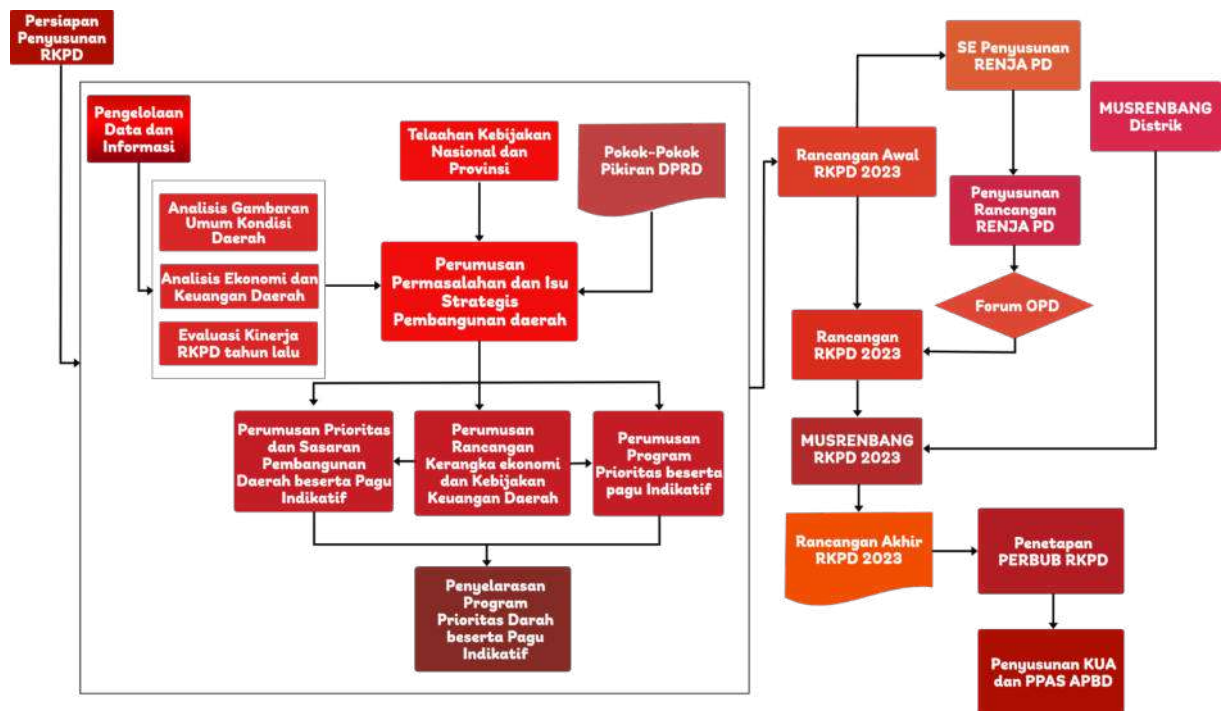 Persiapan
Penyusunan
RKPD
Pengelolaan
Data dan
Informasi
Analisis Gambaran
Umum Kondisi
Daerah
Analisis Ekonomi dan
Keuangan Daerah
Evaluasi Kinerja
RKPD tahun lalu
Telaahan Kebijakan
Nasional dan
Provinsi
Pokok-Pokok
Pikiran DPRD
Perumusan
Permasalahan dan Isu
Strategis
Pembangunan daerah
Perumusan Prioritas
dan Sasaran
Pembangunan
Daerah beserta Pagu
Indikatif
Perumusan
Rancangan
Kerangka ekonomi
dan Kebijakan
Keuangan Daerah
Perumusan
Program
Prioritas beserta
pagu Indikatif
Penyelarasan
Program
Prioritas Darah
beserta Pagu
Indikatif
Rancangan Awal
RKPD 2023
SE Penyusunan
RENJA PD
MUSRENBANG
Distrik
Penyusunan
Rancangan
RENJA PD
Forum OPD
Rancangan
RKPD 2023
MUSRENBANG
RKPD 2023
Rancangan Akhir
RKPD 2023
Penetapan
PERBUB RKPD
Penyusunan KUA
dan PPAS APBD